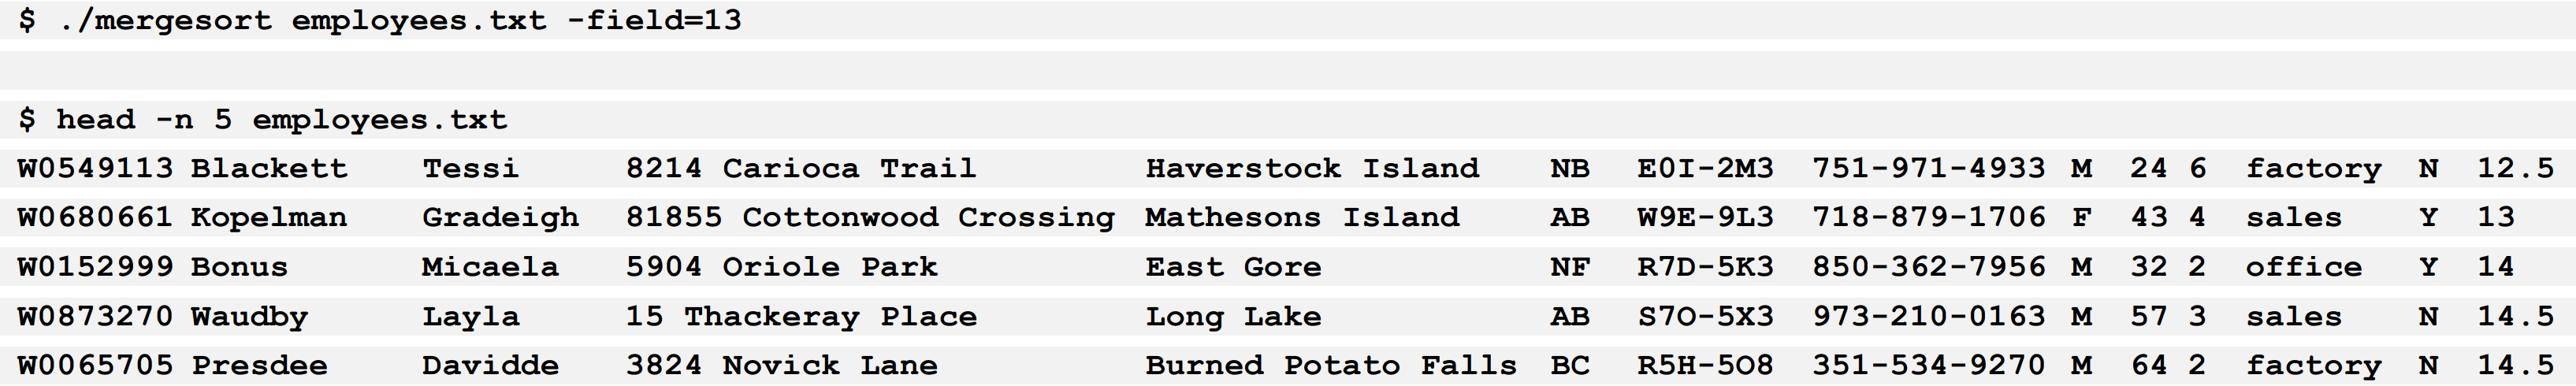 $ ./mergesort employees.txt -field=13
$ head -n 5 employees.txt
W0549113 Blackett Tessi 8214 Carioca Trail Haverstock Island NB E0I-2M3 751-971-4933 M 24 6 factory N 12.5
W0680661 Kopelman Gradeigh 81855 Cottonwood Crossing Mathesons Island AB W9E-9L3 718-879-1706 F 43 4 sales Y 13
W0152999 Bonus Micaela 5904 Oriole Park East Gore NF R7D-5K3 850-362-7956 M 32 2 office Y 14
W0873270 Waudby Layla 15 Thackeray Place Long Lake AB S7O-5X3 973-210-0163 M 57 3 sales N 14.5
W0065705 Presdee Davidde 3824 Novick Lane Burned Potato Falls BC R5H-5O8 351-534-9270 M 64 2 factory N 14.5